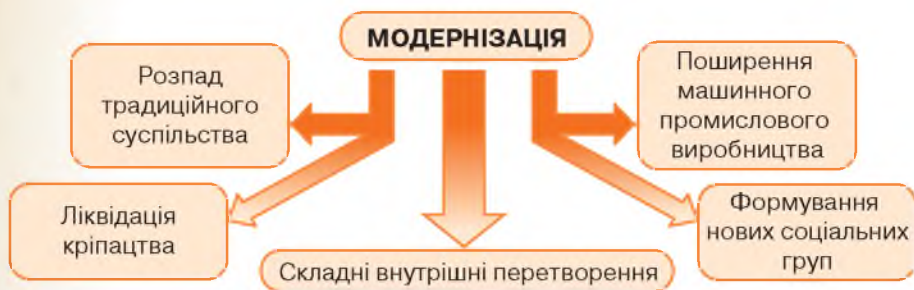 МОДЕРНІЗАЦІЯ
Розпад
традиційного
суспільства
Поширення
машинного
промислового
виробництва
Ліквідація
кріпацтва
Складні внутрішні перетворення
Формування
нових соціальних
груп